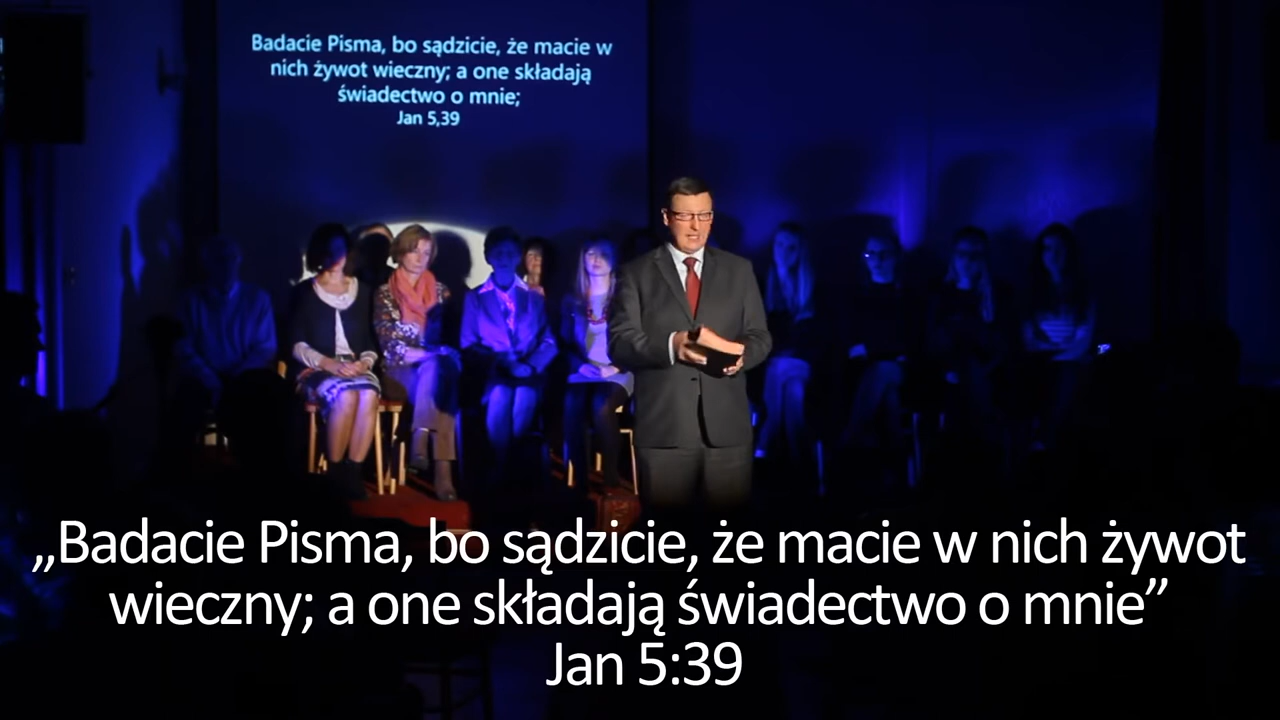 Badacie Pisma, bo sądzicie, że macie w
nich żywot wieczny; a one składają
świadectwo o mnie;
Jan 5,39
„Badacie Pisma, bo sądzicie, że macie w nich żywot
wieczny; a one składają świadectwo o mnie”
Jan 5:39